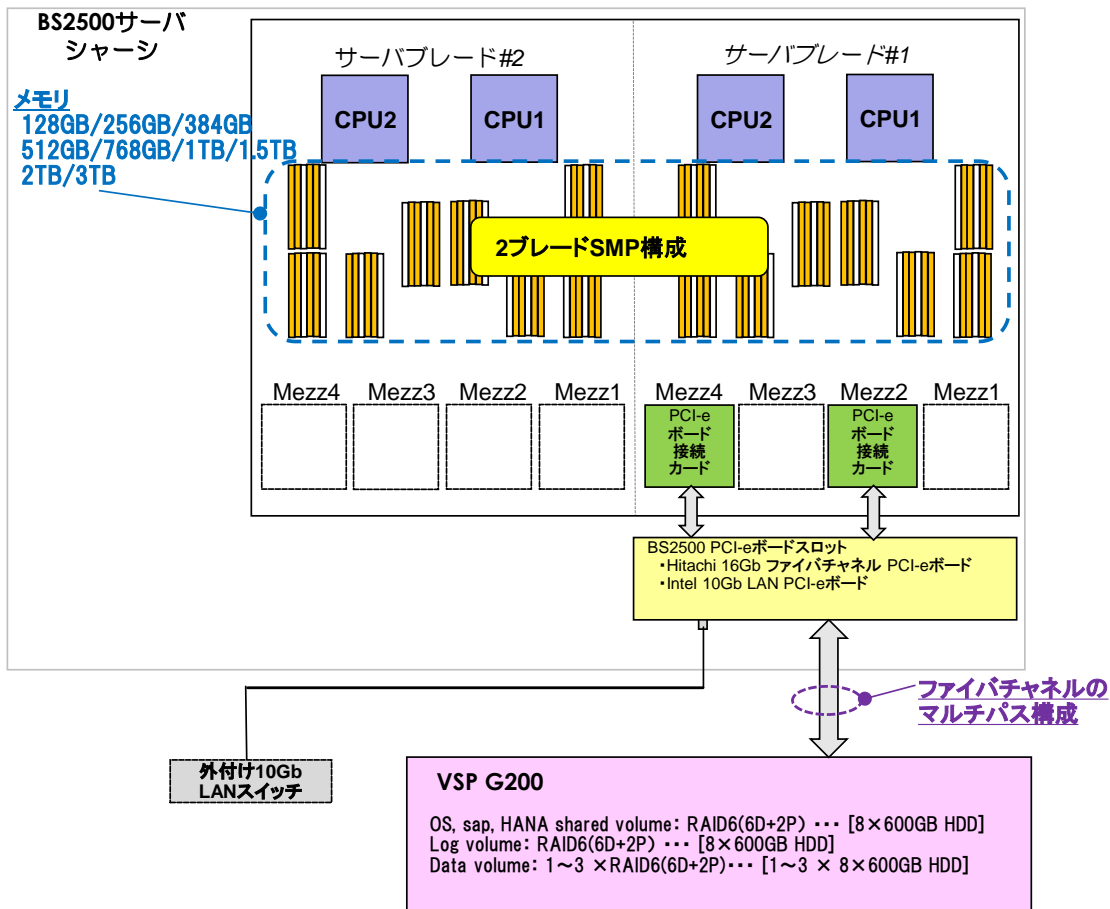 BS2500サーバ
シャーシ
サーバブレード#2
サーバブレード#1
メモリ
128GB/256GB/384GB
512GB/768GB/1TB/1.5TB
2TB/3TB
CPU2
CPU1
CPU2
CPU1
2ブレードSMP構成
Mezz4
Mezz3
Mezz2
Mezz1
Mezz4
Mezz3
Mezz2
Mezz1
PCI-e
ボード
接続
カード
PCI-e
ボード
接続
カード
BS2500 PCI-eボードスロット
・Hitachi 16Gb ファイバチャネル PCI-eボード
・Intel 10Gb LAN PCI-eボード
ファイバチャネルの
マルチパス構成
外付け10Gb
LANスイッチ
VSP G200
OS, sap, HANA shared volume: RAID6(6D+2P) ・・・ [8×600GB HDD]
Log volume: RAID6(6D+2P) ・・・ [8×600GB HDD]
Data volume: 1～3 ×RAID6(6D+2P)・・・ [1～3 × 8×600GB HDD]